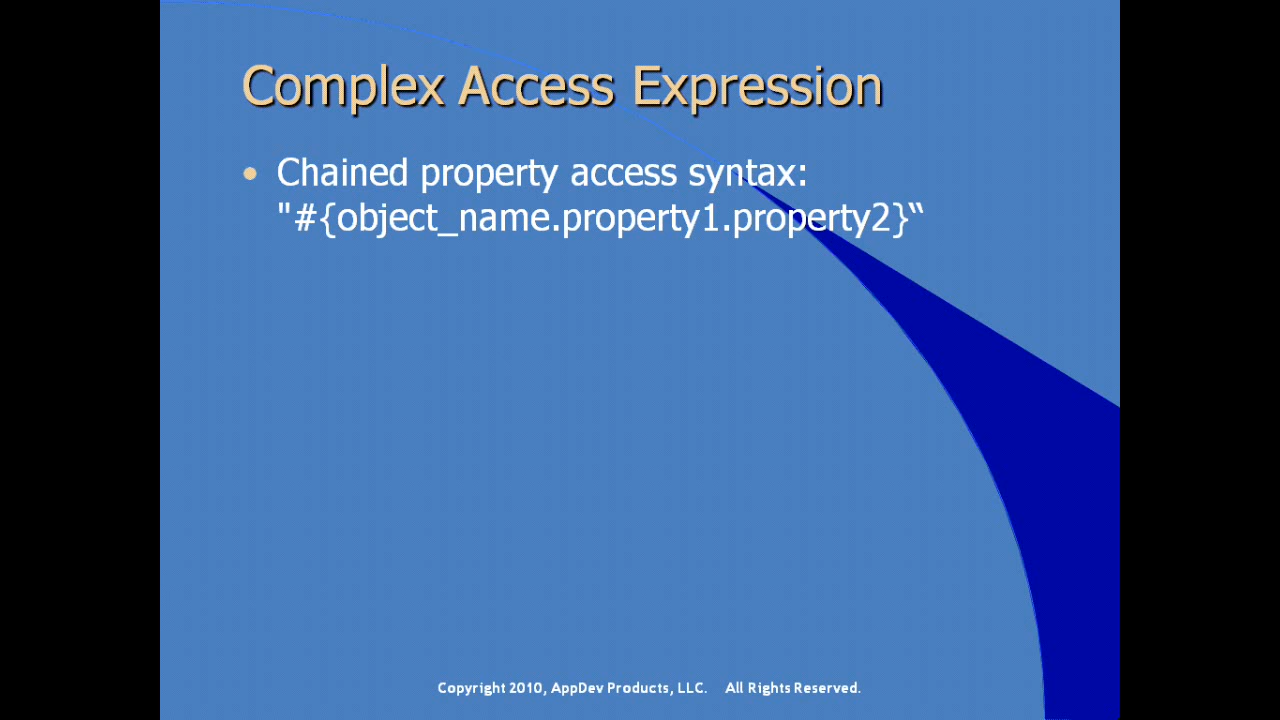 Complex Access Expression
• Chained property access syntax:
"#{object_name.property1.property2}“
Copyright 2010, AppDev Products, LLC. All Rights Reserved.